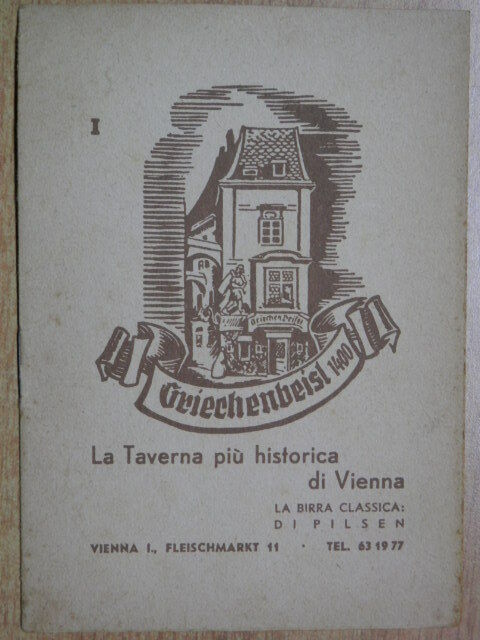 I
Griechenbeisl
Griechenbeisl 1400
La Taverna più historica
di Vienna
LA BIRRA CLASSICA:
DI PILSEN
VIENNA I., FLEISCHMARKT 11 · TEL. 63 19 77